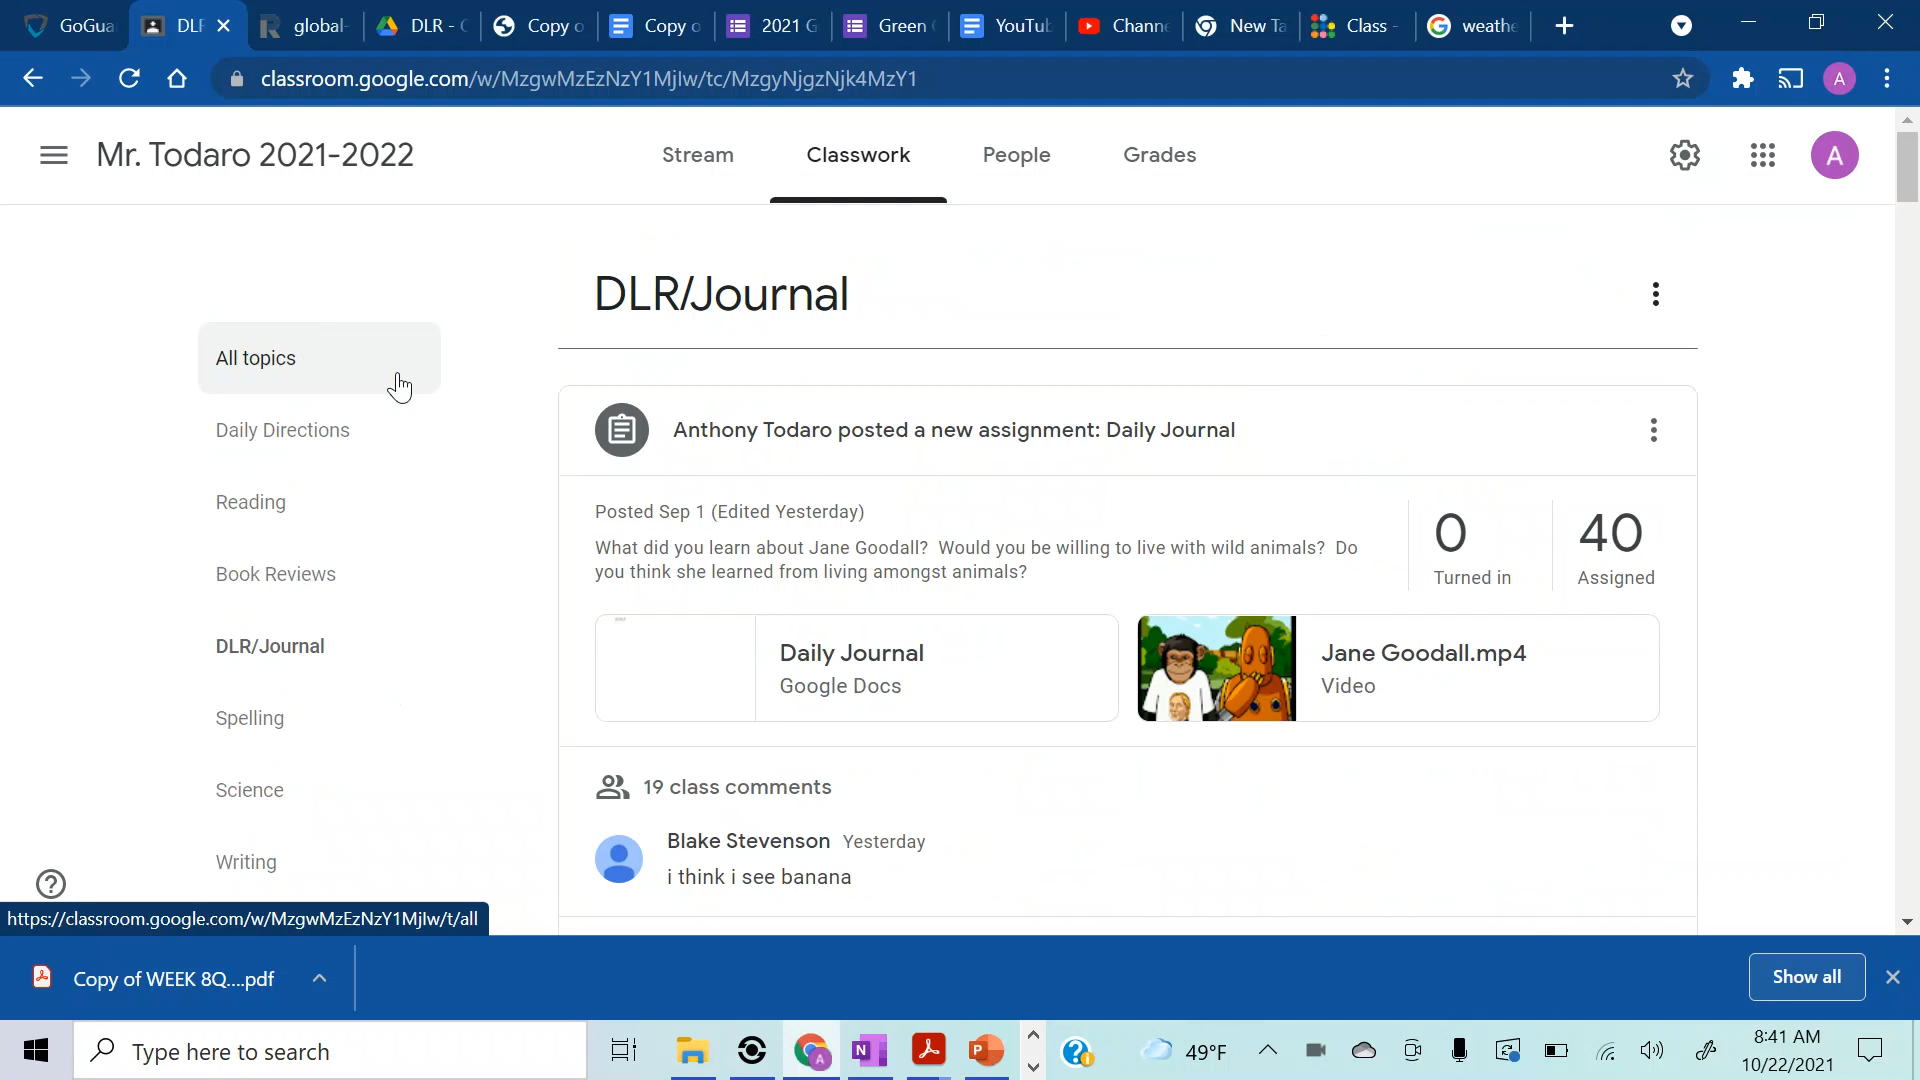 GoGua
DLR
global-
DLR - G
Copy o
Copy o
2021 G
Green
YouTub
Channe
New Ta
Class -
weathe
classroom.google.com/w/MzgwMzEzNzY1MjIw/tc/MzgyNjgzNjk4MzY1
A
Mr. Todaro 2021-2022
Stream
Classwork
People
Grades
A
DLR/Journal
All topics
Daily Directions
Reading
Book Reviews
DLR/Journal
Spelling
Science
Writing
Anthony Todaro posted a new assignment: Daily Journal
Posted Sep 1 (Edited Yesterday)
What did you learn about Jane Goodall? Would you be willing to live with wild animals? Do
you think she learned from living amongst animals?
0
Turned in
40
Assigned
Daily Journal
Google Docs
Jane Goodall.mp4
Video
19 class comments
Blake Stevenson Yesterday
i think i see banana
https://classroom.google.com/w/MzgwMzEzNzY1MjIw/t/all
Copy of WEEK 8Q....pdf
Show all
Type here to search
49°F
8:41 AM
10/22/2021